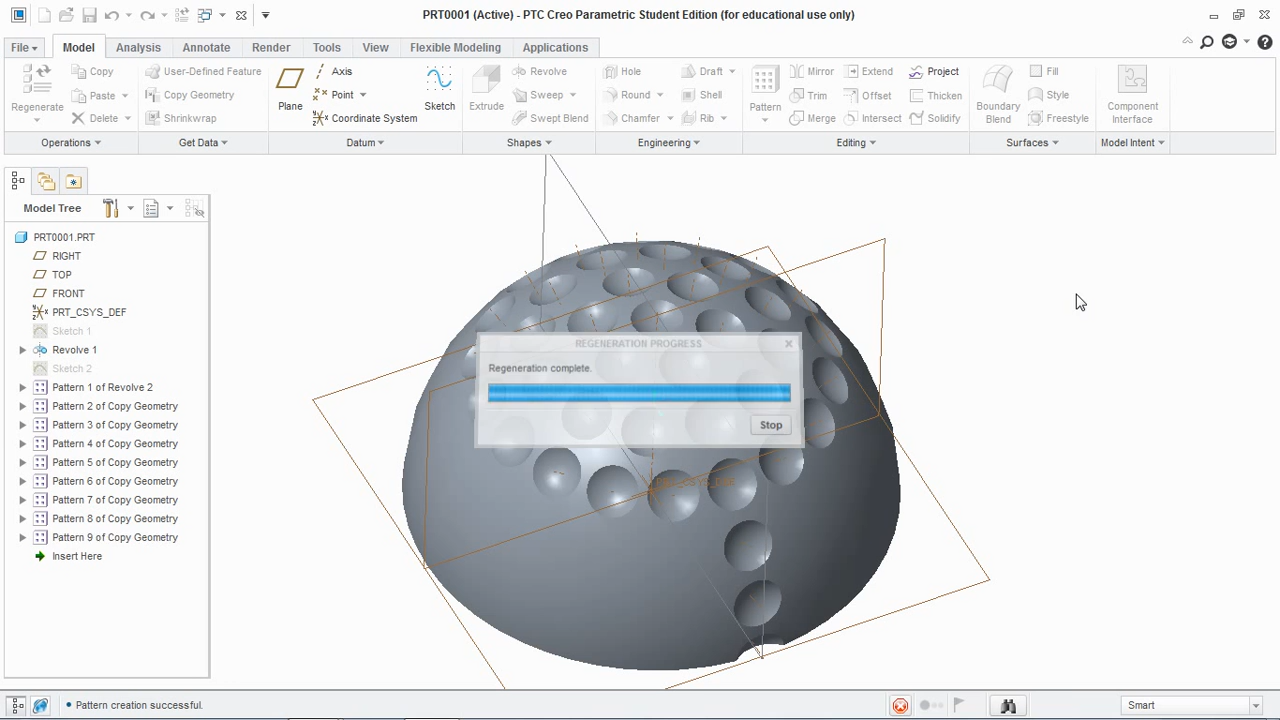 PRT0001 (Active) - PTC Creo Parametric Student Edition (for educational use only)
File Model Analysis Annotate Render Tools View Flexible Modeling Applications
Regenerate
Copy
Paste
Delete
Operations
User-Defined Feature
Copy Geometry
Shrinkwrap
Get Data
Plane
Axis
Point
Coordinate System
Sketch
Datum
Extrude
Revolve
Sweep
Swept Blend
Shapes
Hole
Round
Chamfer
Draft
Shell
Rib
Engineering
Pattern
Mirror
Trim
Merge
Extend
Offset
Intersect
Project
Thicken
Solidify
Editing
Boundary
Blend
Fill
Style
Freestyle
Surfaces
Component
Interface
Model Intent
Model Tree
PRT0001.PRT
RIGHT
TOP
FRONT
PRT_CSYS_DEF
Sketch 1
Revolve 1
Sketch 2
Pattern 1 of Revolve 2
Pattern 2 of Copy Geometry
Pattern 3 of Copy Geometry
Pattern 4 of Copy Geometry
Pattern 5 of Copy Geometry
Pattern 6 of Copy Geometry
Pattern 7 of Copy Geometry
Pattern 8 of Copy Geometry
Pattern 9 of Copy Geometry
Insert Here
REGENERATION PROGRESS
Regeneration complete.
Stop
PRT_CSYS_DEF
Pattern creation successful.
Smart